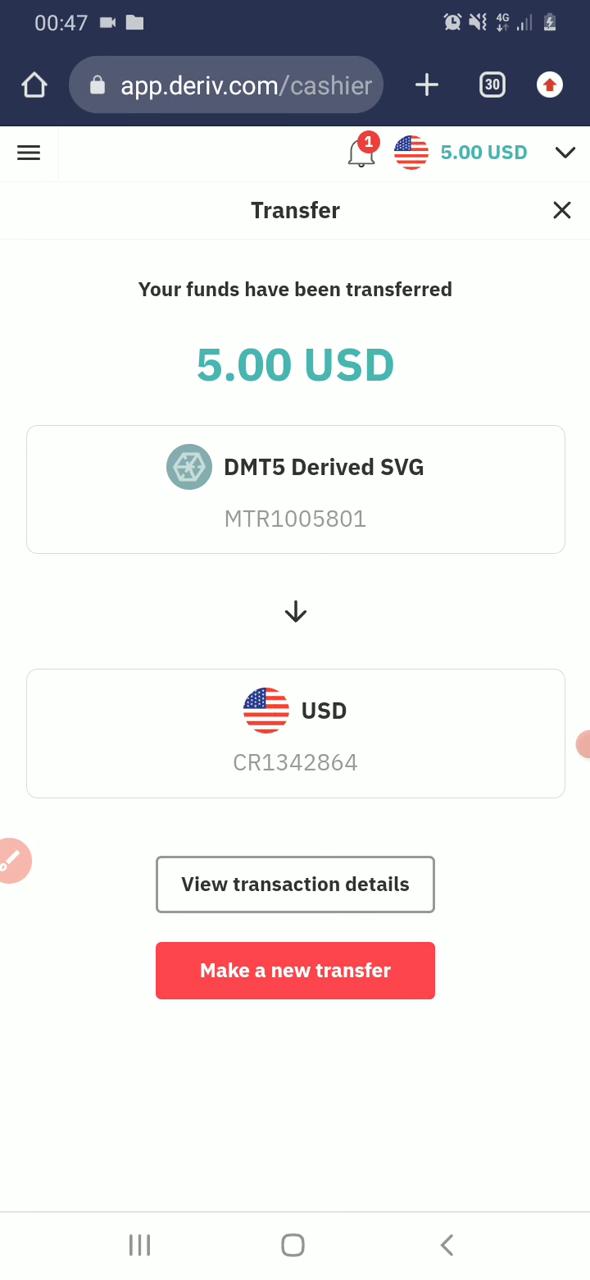 00:47
4G
app.deriv.com/cashier
30
1
5.00 USD
Transfer
Your funds have been transferred
5.00 USD
DMT5 Derived SVG
MTR1005801
USD
CR1342864
View transaction details
Make a new transfer